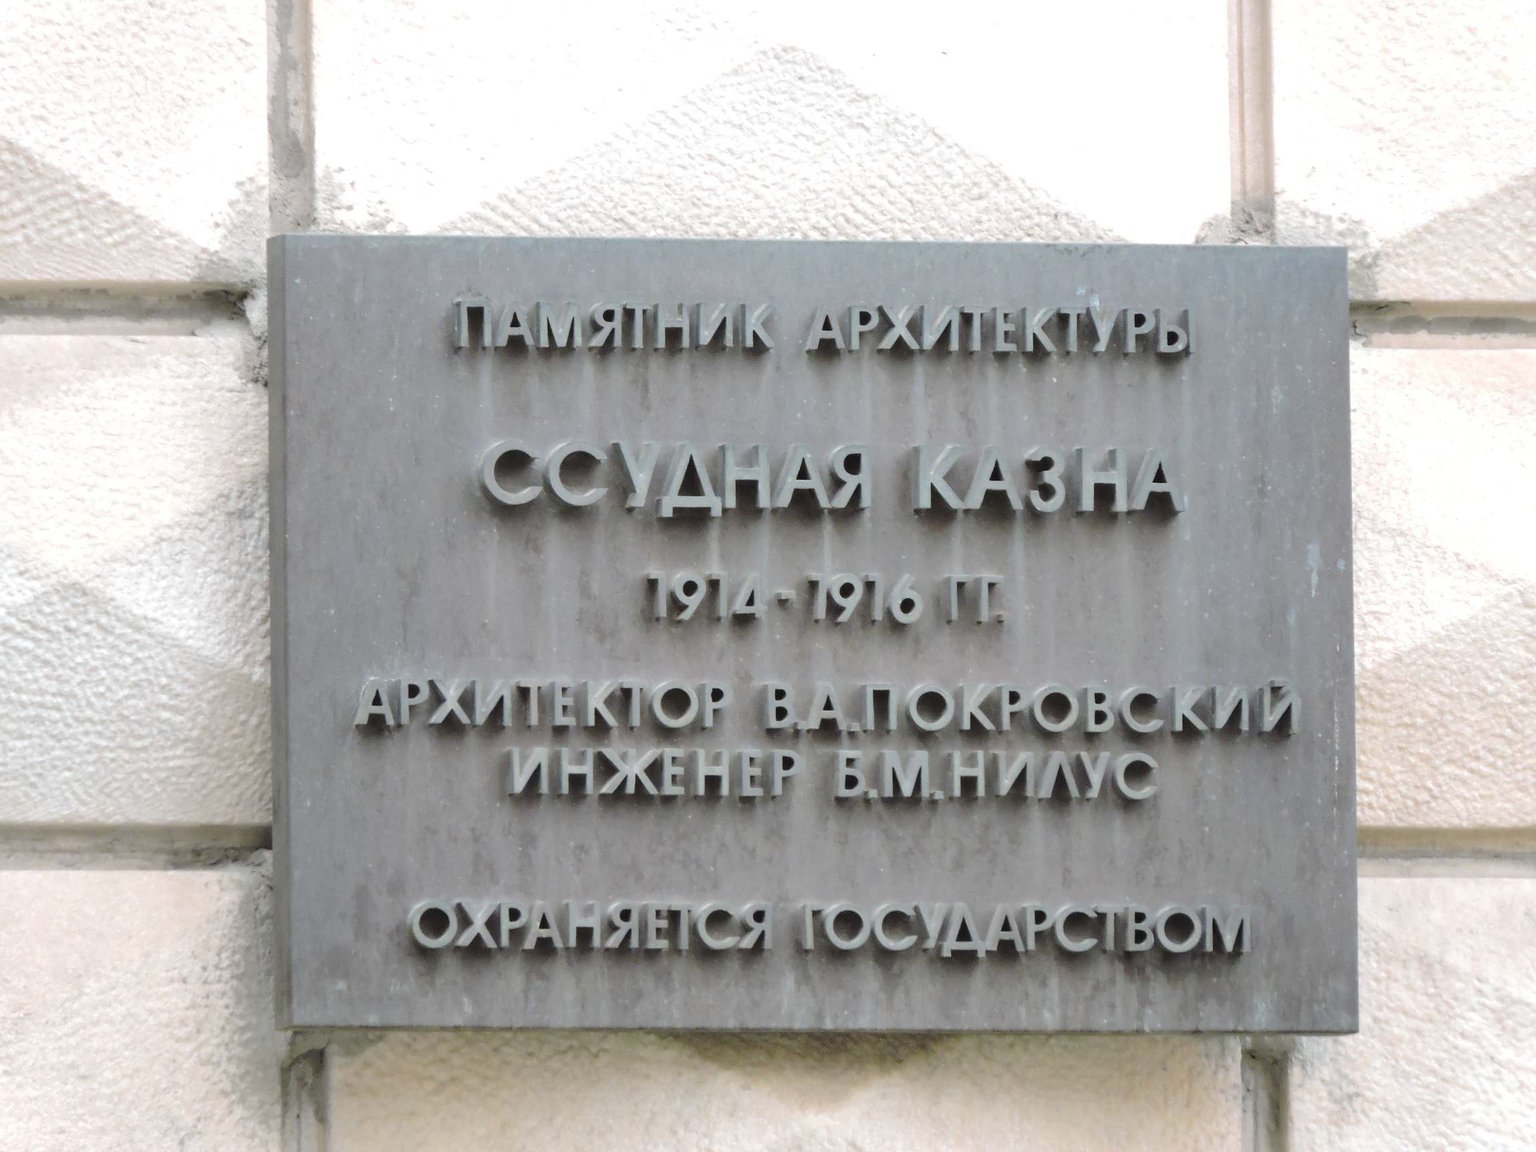 ПАМЯТНИК АРХИТЕКТУРЫ
ССУДНАЯ КАЗНА
1914-1916 ГГ.
АРХИТЕКТОР В.А.ПОКРОВСКИЙ
ИНЖЕНЕР Б.М.НИЛУС
ОХРАНЯЕТСЯ ГОСУДАРСТВОМ